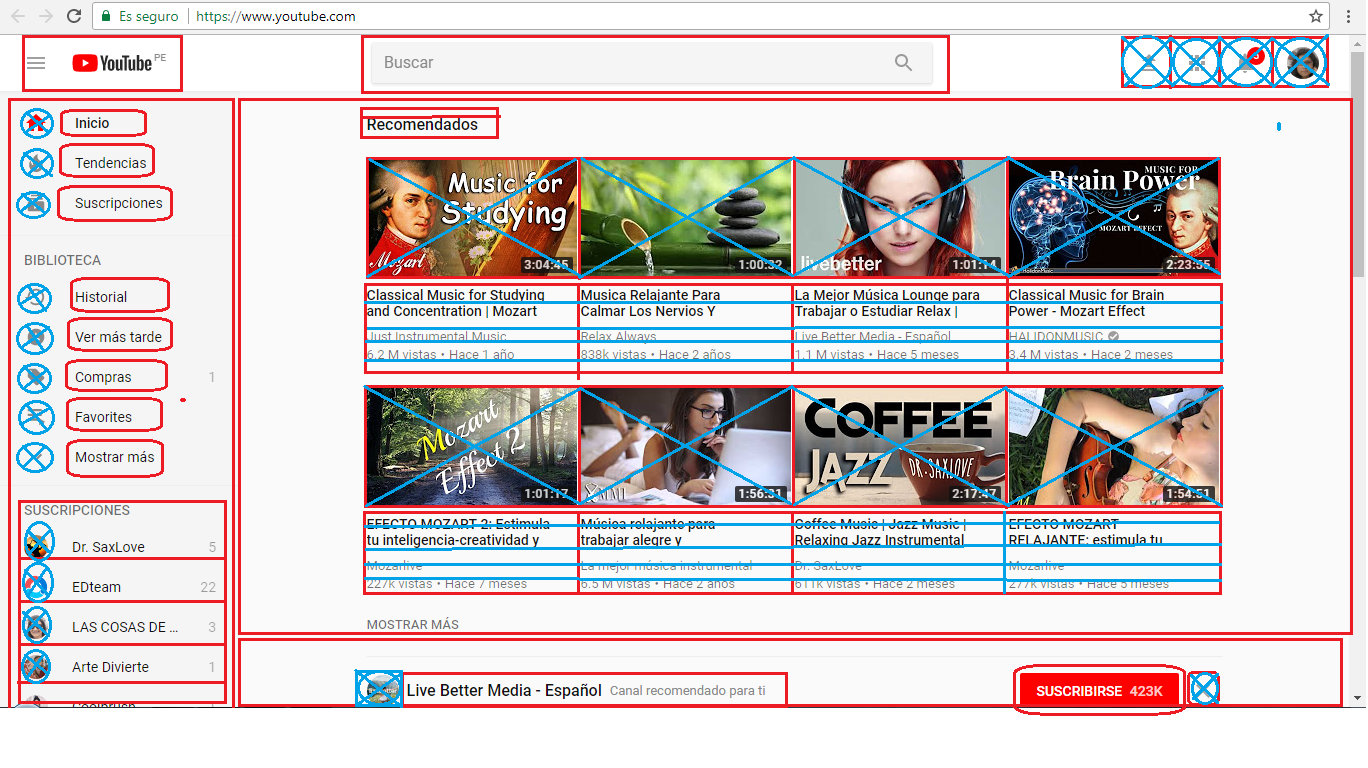 Es seguro https://www.youtube.com
YouTube PE
Buscar
Inicio
Tendencias
Suscripciones
BIBLIOTECA
Historial
Ver más tarde
Compras 1
Favorites
Mostrar más
SUSCRIPCIONES
Dr. SaxLove 5
EDteam 22
LAS COSAS DE ... 3
Arte Divierte 1
Recomendados
Music for
Studying
Mozart
3:04:45
1:00:32
livebetter
1:01:14
MUSIC FOR
Brain Power
MOZART EFFECT
HalidonMusic
2:23:55
Classical Music for Studying
and Concentration | Mozart
Just Instrumental Music
6.2 M vistas • Hace 1 año
Musica Relajante Para
Calmar Los Nervios Y
Relax Always
838k vistas • Hace 2 años
La Mejor Música Lounge para
Trabajar o Estudiar Relax |
Live Better Media - Español
1.1 M vistas • Hace 5 meses
Classical Music for Brain
Power - Mozart Effect
HALIDONMUSIC
3.4 M vistas • Hace 2 meses
Mozart
Effect 2
1:01:17
1:56:31
COFFEE
JAZZ
DR. SAXLOVE
2:17:47
1:54:51
EFECTO MOZART 2: Estimula
tu inteligencia-creatividad y
Mozarlive
227k vistas • Hace 7 meses
Música relajante para
trabajar alegre y
La mejor música instrumental
6.5 M vistas • Hace 2 años
Coffee Music | Jazz Music |
Relaxing Jazz Instrumental
Dr. SaxLove
611k vistas • Hace 2 meses
EFECTO MOZART
RELAJANTE: estimula tu
Mozarlive
277k vistas • Hace 5 meses
MOSTRAR MÁS
Live Better Media - Español Canal recomendado para ti
SUSCRIBIRSE 423K